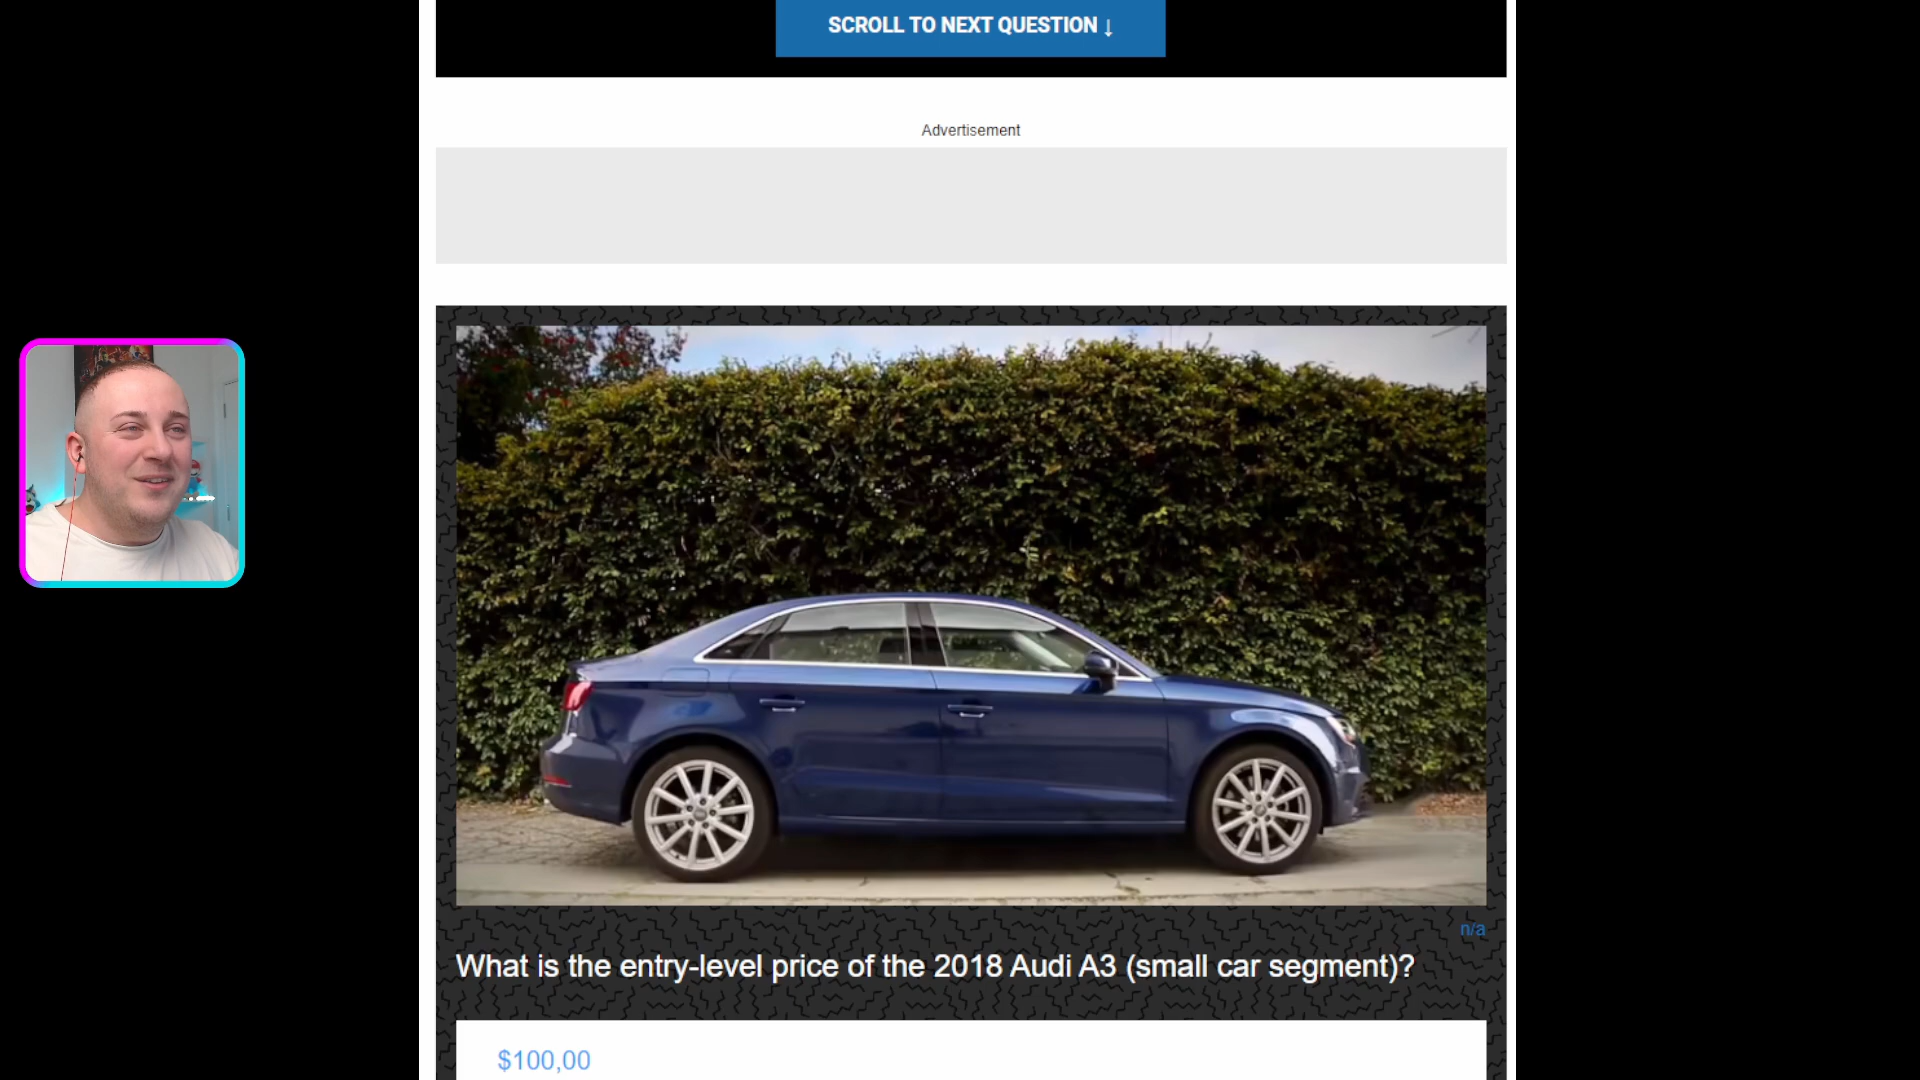 SCROLL TO NEXT QUESTION ↓
Advertisement
n/a
What is the entry-level price of the 2018 Audi A3 (small car segment)?
$100,00